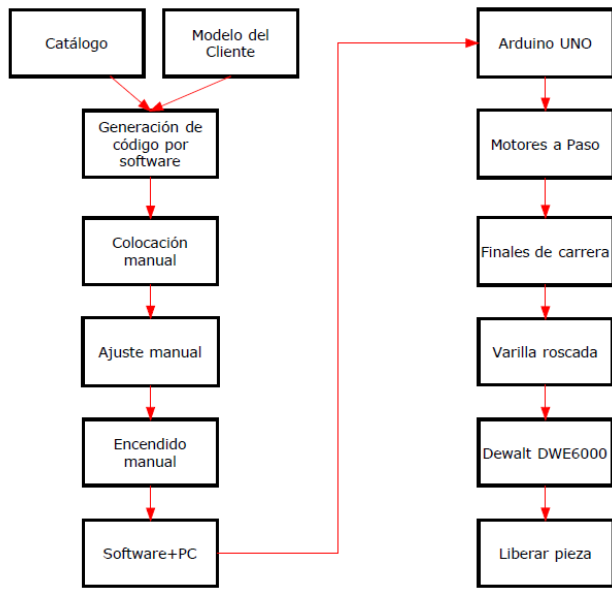 Catálogo
Modelo del
Cliente
Generación de
código por
software
Colocación
manual
Ajuste manual
Encendido
manual
Software+PC
Arduino UNO
Motores a Paso
Finales de carrera
Varilla roscada
Dewalt DWE6000
Liberar pieza